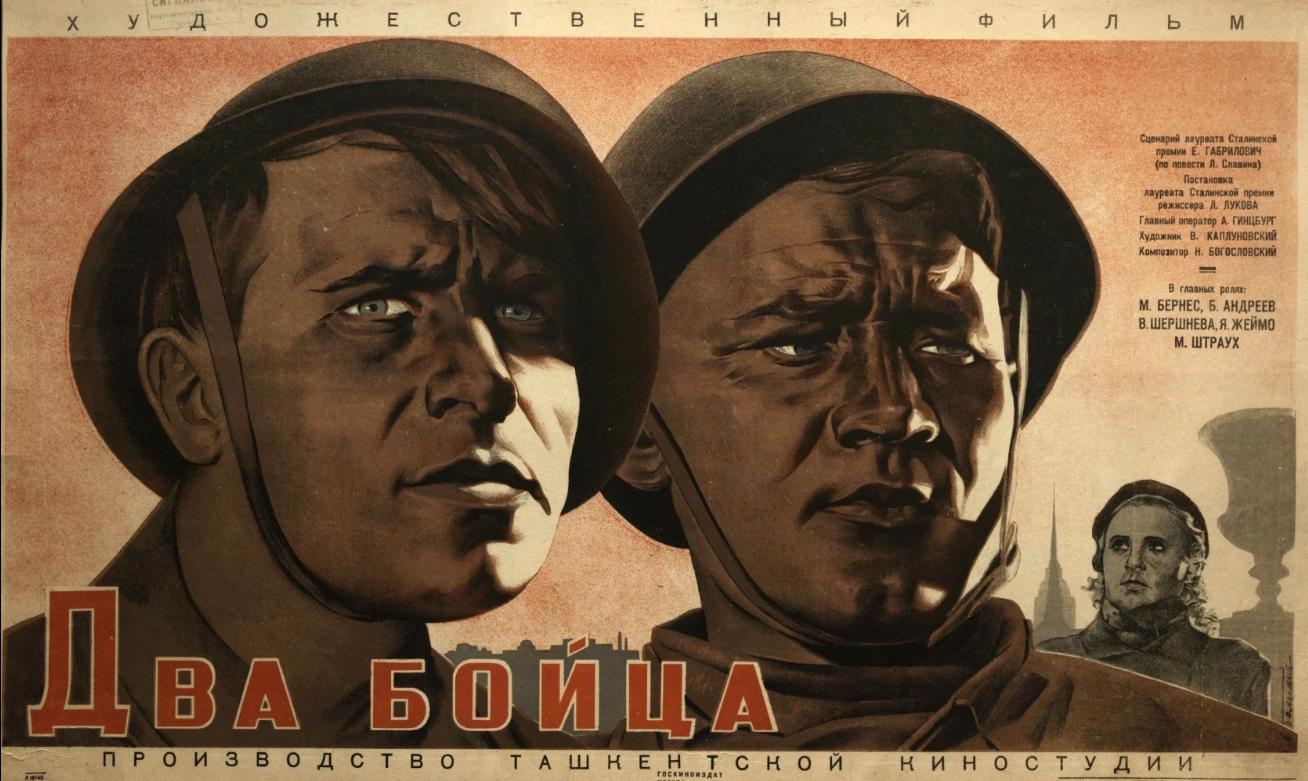 ХУДОЖЕСТВЕННЫЙ ФИЛЬМ
Сценарий лауреата Сталинской
премии Е. ГАБРИЛОВИЧ
(по повести Л. Славина)
Постановка
лауреата Сталинской премии
режиссера Л. ЛУКОВА
Главный оператор А. ГИНЦБУРГ
Художник В. КАПЛУНОВСКИЙ
Композитор Н. БОГОСЛОВСКИЙ
В главных ролях:
М. БЕРНЕС, Б. АНДРЕЕВ
В. ШЕРШНЕВА, Я. ЖЕЙМО
М. ШТРАУХ
ДВА БОЙЦА
ПРОИЗВОДСТВО ТАШКЕНТСКОЙ КИНОСТУДИИ
ГОСКИНОИЗДАТ